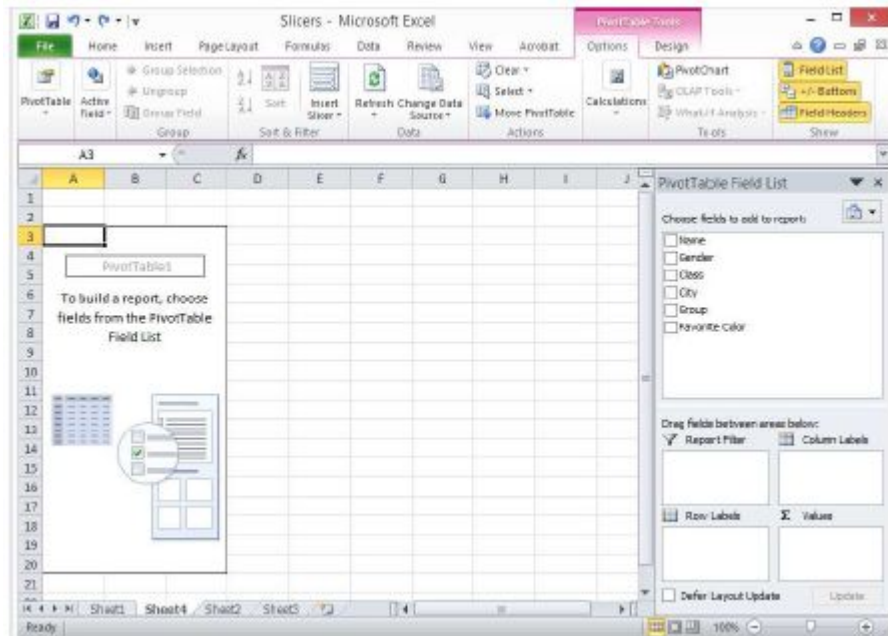 Slicers - Microsoft Excel
PivotTable Tools
File Home Insert Page Layout Formulas Data Review View Acrobat Options Design
PivotTable
Active Field
Group Selection
Ungroup
Group Field
Group
Sort
Insert Slicer
Sort & Filter
Refresh
Change Data Source
Data
Clear
Select
Move PivotTable
Actions
Calculations
PivotChart
OLAP Tools
What-If Analysis
Tools
Field List
+/- Buttons
Field Headers
Show
A3
fx
A B C D E F G H I J
1
2
3
4
5
6
7
8
9
10
11
12
13
14
15
16
17
18
19
20
21
PivotTable1
To build a report, choose
fields from the PivotTable
Field List
PivotTable Field List
Choose fields to add to report:
Name
Gender
Class
City
Group
Favorite Color
Drag fields between areas below:
Report Filter Column Labels
Row Labels Σ Values
Defer Layout Update Update
Sheet1 Sheet4 Sheet2 Sheet3
Ready
100%